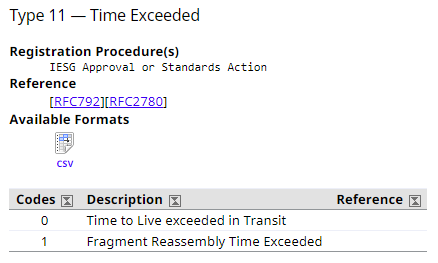 Type 11 — Time Exceeded
Registration Procedure(s)
IESG Approval or Standards Action
Reference
[RFC792][RFC2780]
Available Formats
CSV
Codes Description Reference
0 Time to Live exceeded in Transit
1 Fragment Reassembly Time Exceeded